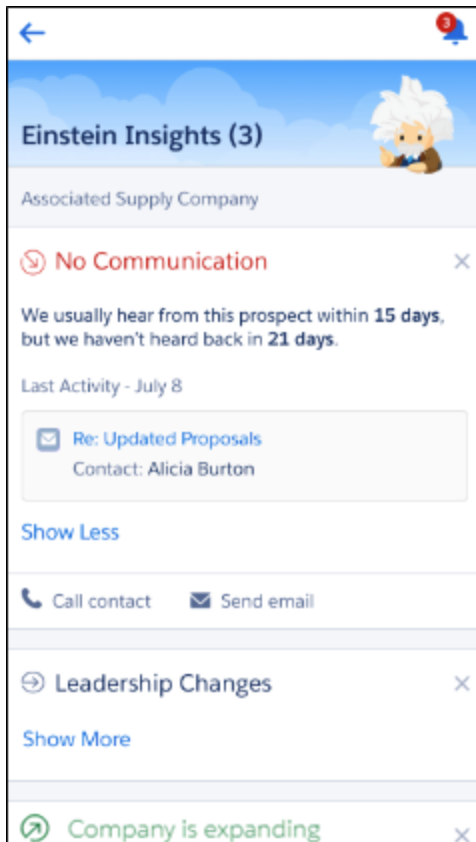 3
Einstein Insights (3)
Associated Supply Company
No Communication
We usually hear from this prospect within 15 days,
but we haven't heard back in 21 days.
Last Activity - July 8
Re: Updated Proposals
Contact: Alicia Burton
Show Less
Call contact Send email
Leadership Changes
Show More
Company is expanding